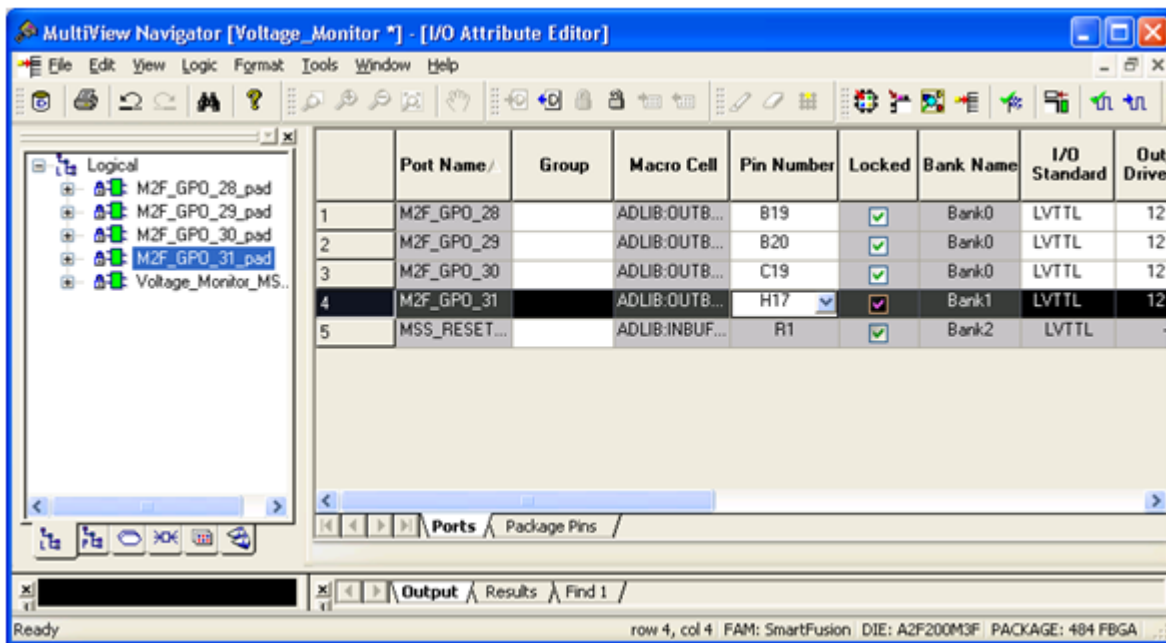 MultiView Navigator [Voltage_Monitor *] - [I/O Attribute Editor]
File Edit View Logic Format Tools Window Help
Logical
M2F_GPO_28_pad
M2F_GPO_29_pad
M2F_GPO_30_pad
M2F_GPO_31_pad
Voltage_Monitor_MS..
Port Name Group Macro Cell Pin Number Locked Bank Name I/O Standard Out Drive
1 M2F_GPO_28 ADLIB:OUTB... B19 Bank0 LVTTL 12
2 M2F_GPO_29 ADLIB:OUTB... B20 Bank0 LVTTL 12
3 M2F_GPO_30 ADLIB:OUTB... C19 Bank0 LVTTL 12
4 M2F_GPO_31 ADLIB:OUTB... H17 Bank1 LVTTL 12
5 MSS_RESET... ADLIB:INBUF... R1 Bank2 LVTTL -
Ports Package Pins
Output Results Find 1
Ready row 4, col 4 FAM: SmartFusion DIE: A2F200M3F PACKAGE: 484 FBGA